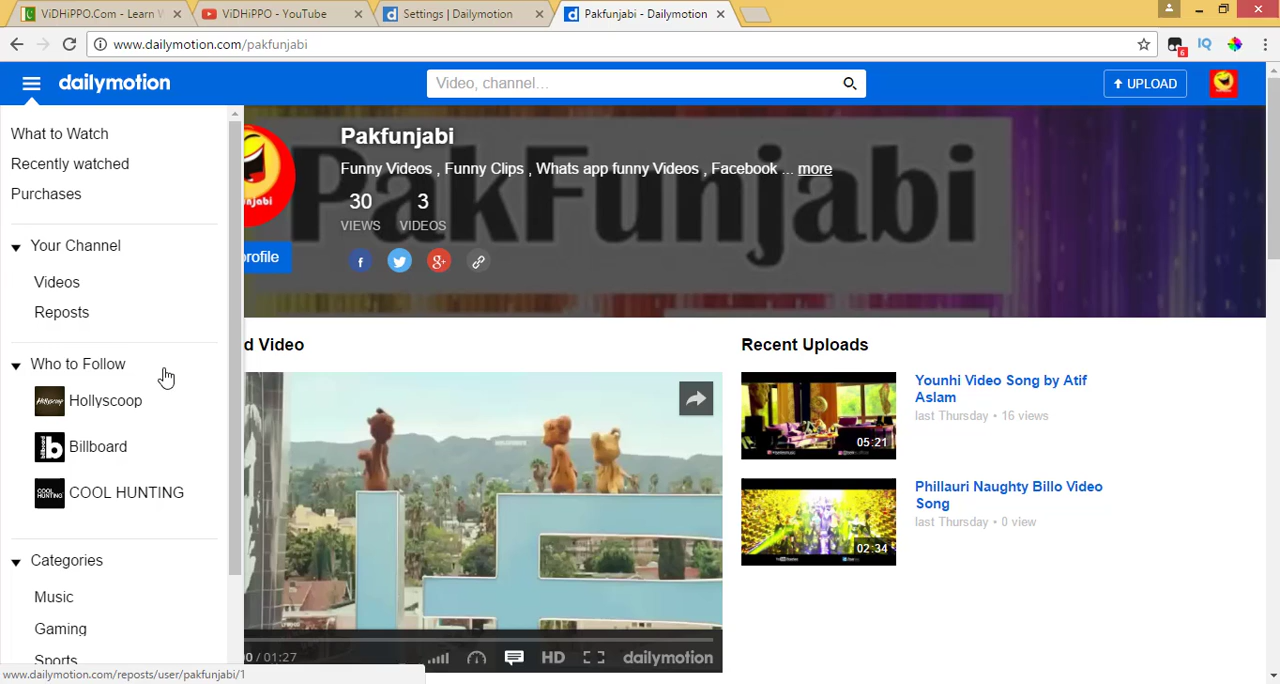 ViDHiPPO.Com - Learn
ViDHiPPO - YouTube
Settings | Dailymotion
Pakfunjabi - Dailymotion
www.dailymotion.com/pakfunjabi
6
IQ
dailymotion
Video, channel...
UPLOAD
What to Watch
Recently watched
Purchases
Your Channel
Videos
Reposts
Who to Follow
Hollyscoop
Billboard
COOL HUNTING
Categories
Music
Gaming
Sports
www.dailymotion.com/reposts/user/pakfunjabi/1
PakFunjabi
Pakfunjabi
Funny Videos , Funny Clips , Whats app funny Videos , Facebook ... more
30
3
VIEWS
VIDEOS
rofile
d Video
/ 01:27
HD
dailymotion
Recent Uploads
Younhi Video Song by Atif
Aslam
last Thursday • 16 views
05:21
Phillauri Naughty Billo Video
Song
last Thursday • 0 view
02:34